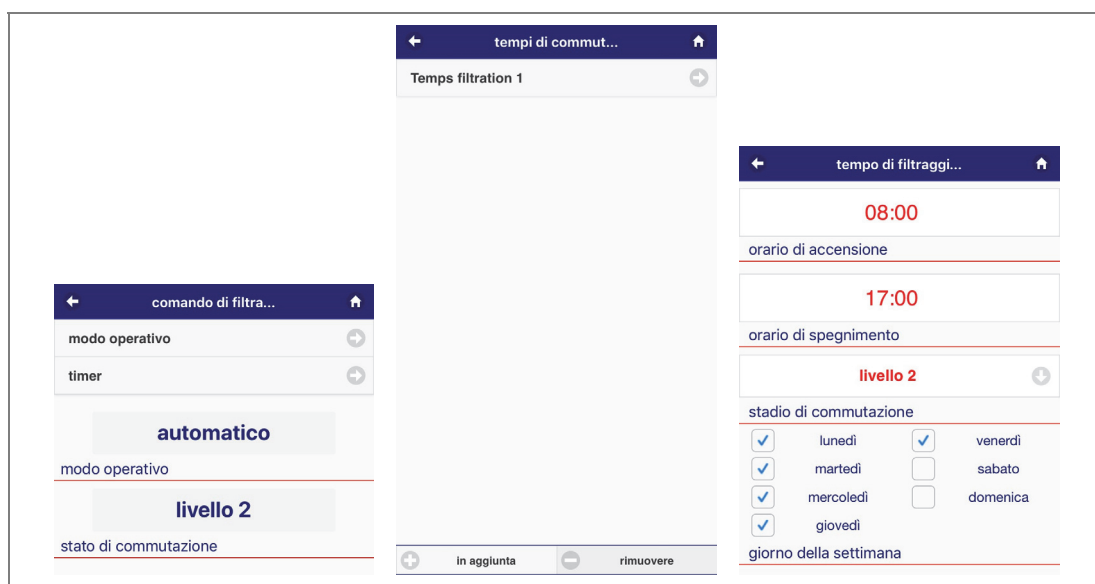 comando di filtra...
modo operativo
timer
automatico
modo operativo
livello 2
stato di commutazione
tempi di commut...
Temps filtration 1
in aggiunta
rimuovere
tempo di filtraggi...
08:00
orario di accensione
17:00
orario di spegnimento
livello 2
stadio di commutazione
lunedì venerdì
martedì sabato
mercoledì domenica
giovedì
giorno della settimana